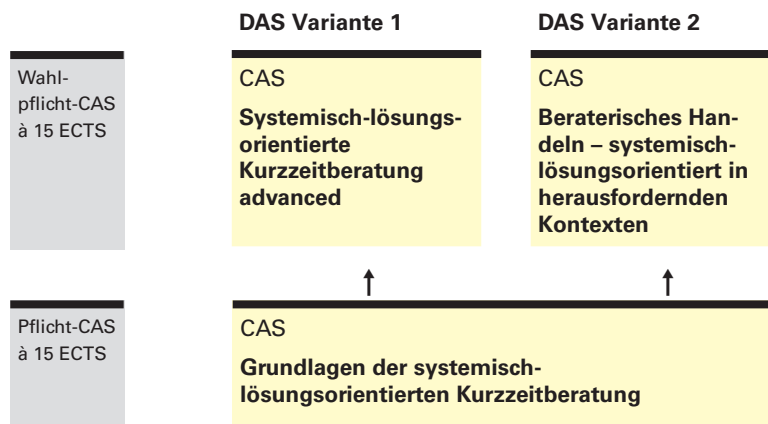 DAS Variante 1
DAS Variante 2
Wahl-
pflicht-CAS
à 15 ECTS
CAS
Systemisch-lösungs-
orientierte
Kurzzeitberatung
advanced
CAS
Beraterisches Han-
deln – systemisch-
lösungsorientiert in
herausfordernden
Kontexten
Pflicht-CAS
à 15 ECTS
CAS
Grundlagen der systemisch-
lösungsorientierten Kurzzeitberatung